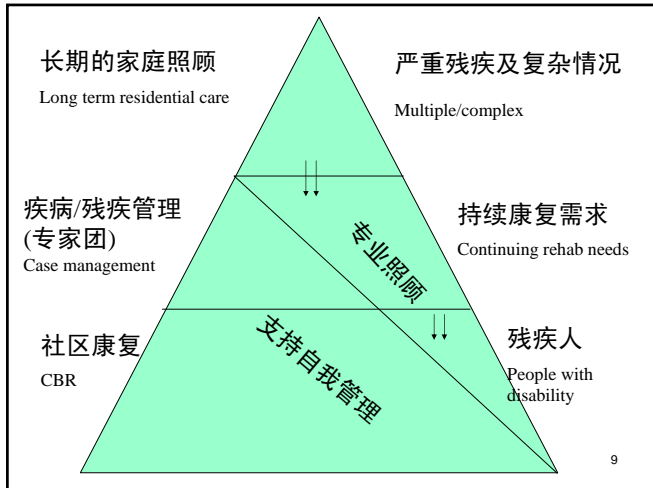 长期的家庭照顾
Long term residential care
严重残疾及复杂情况
Multiple/complex
疾病/残疾管理
(专家团)
Case management
专业照顾
持续康复需求
Continuing rehab needs
社区康复
CBR
支持自我管理
残疾人
People with
disability
9